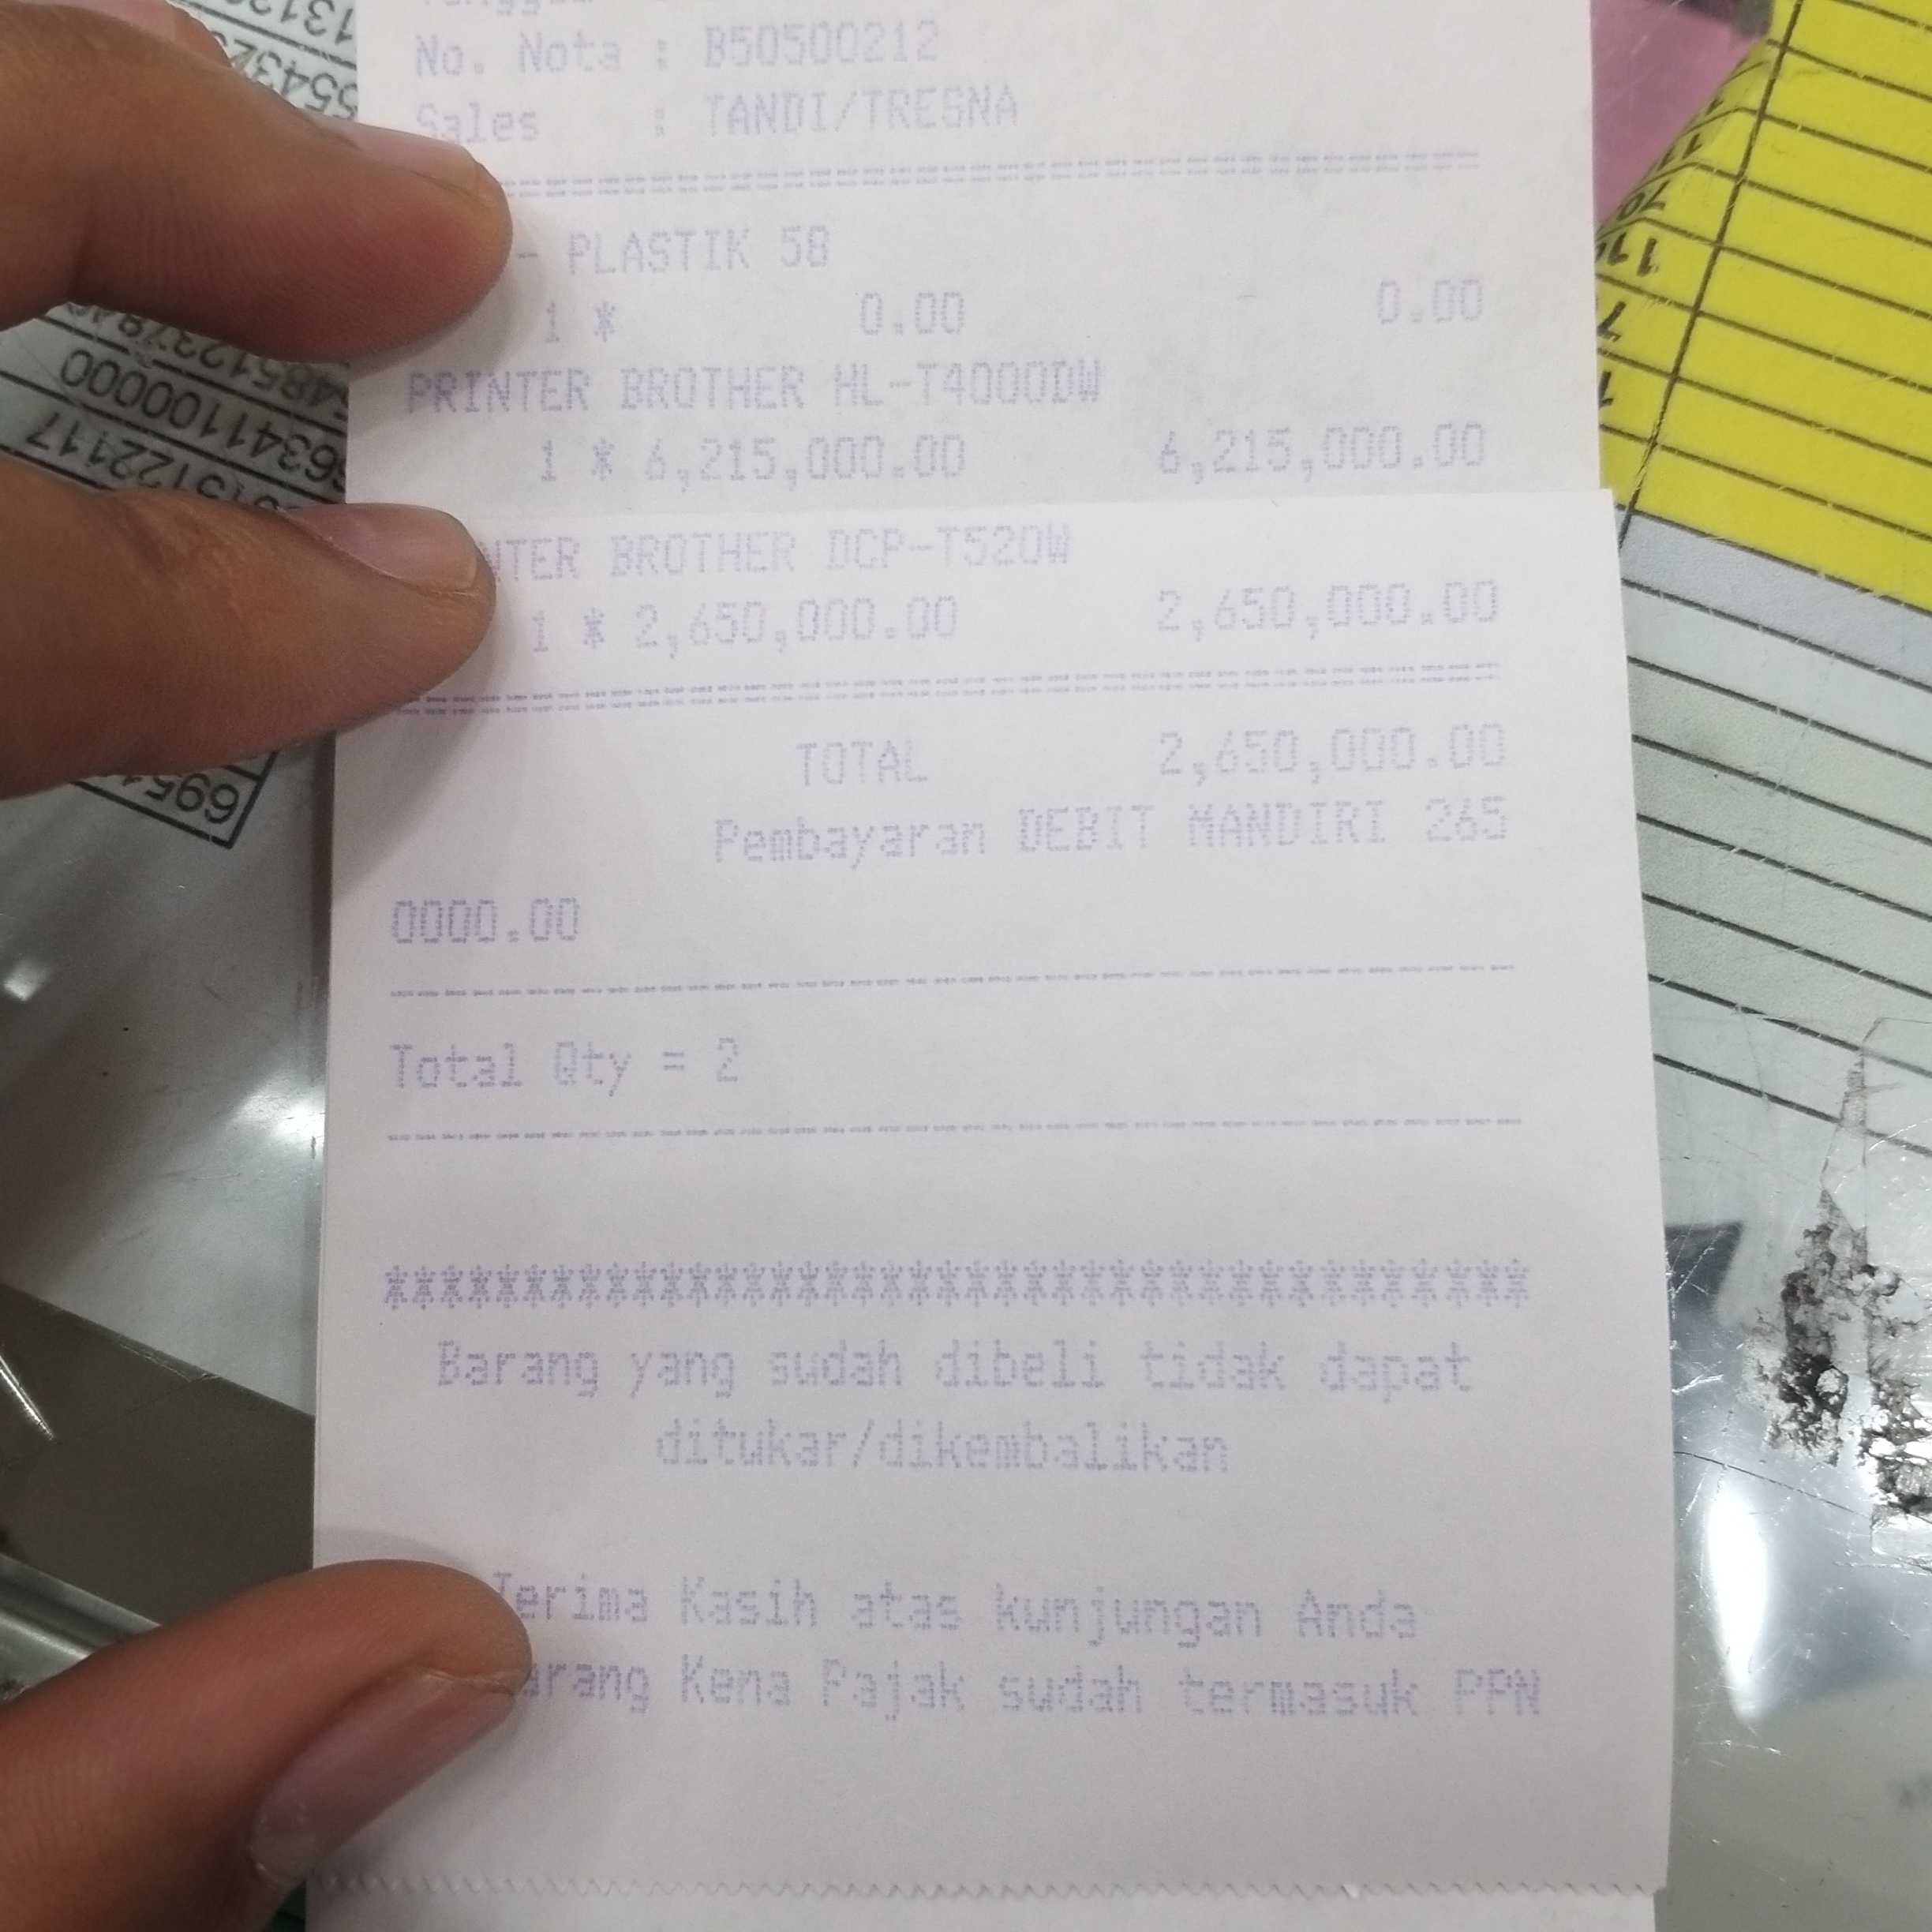 No. Nota : B50500212
Sales : TANDI/TRESNA
- PLASTIK 58
1 * 0.00 0.00
PRINTER BROTHER HL-T4000DW
1 * 6,215,000.00 6,215,000.00
NTER BROTHER DCP-T520W
1 * 2,650,000.00 2,650,000.00
TOTAL 2,650,000.00
Pembayaran DEBIT MANDIRI 265
0000.00
Total Qty = 2
****************************************
Barang yang sudah dibeli tidak dapat
ditukar/dikembalikan
Terima Kasih atas kunjungan Anda
arang Kena Pajak sudah termasuk PPN